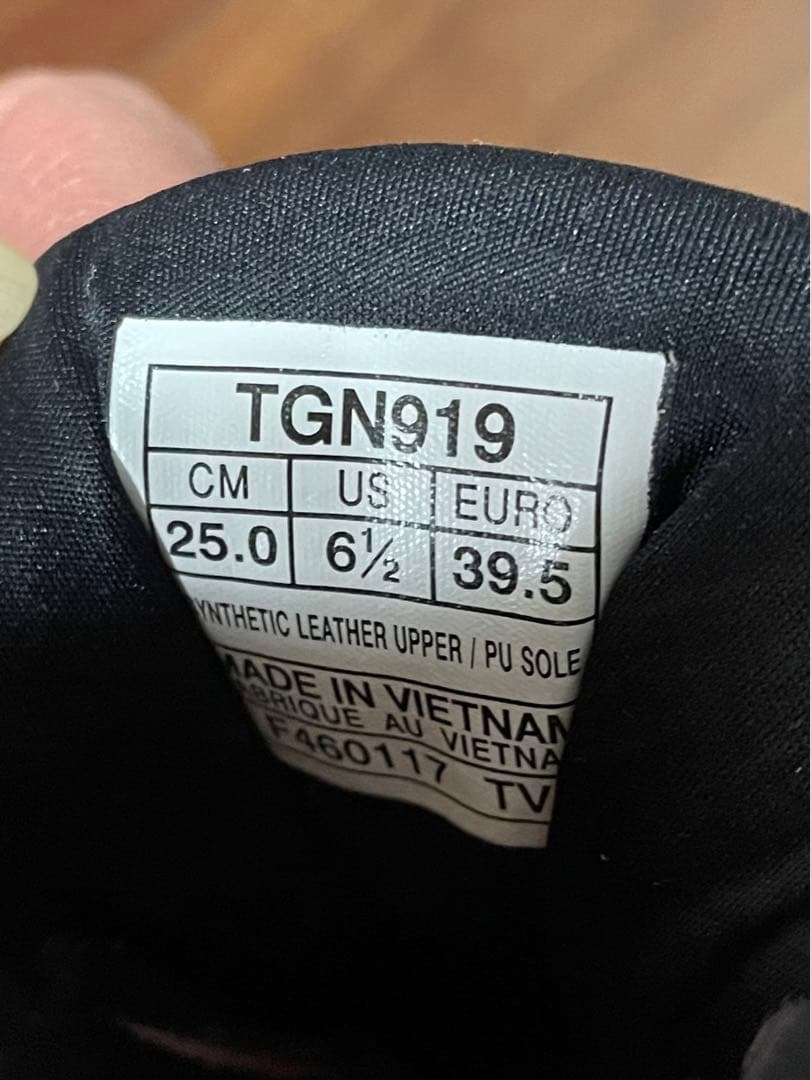 TGN919
CM US EURO
25.0 6½ 39.5
YNTHETIC LEATHER UPPER / PU SOLE
MADE IN VIETNAM
ABRIQUE AU VIETNA
F460117 TV